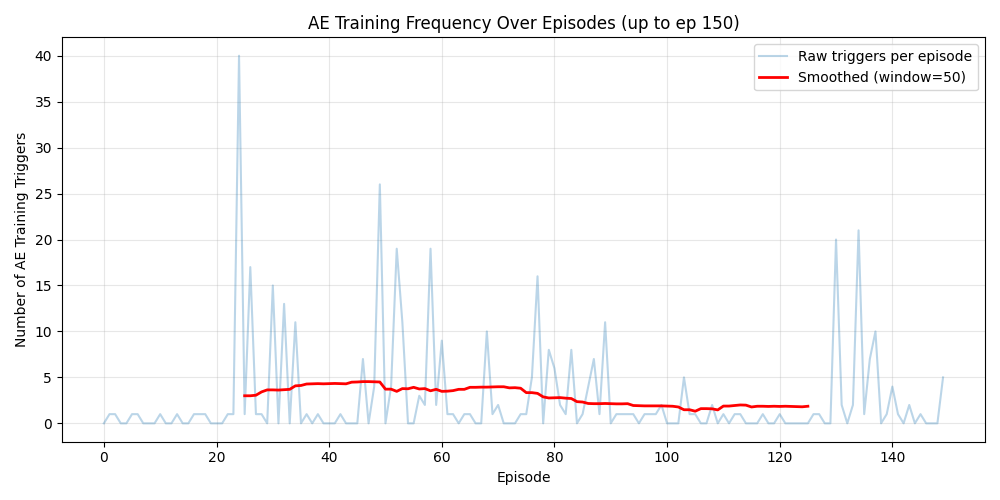 AE Training Frequency Over Episodes (up to ep 150)
Raw triggers per episode
Smoothed (window=50)
Number of AE Training Triggers
40
35
30
25
20
15
10
5
0
0 20 40 60 80 100 120 140
Episode